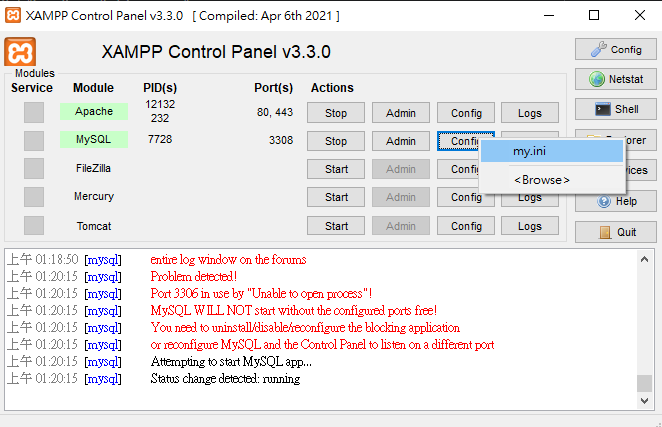 XAMPP Control Panel v3.3.0 [ Compiled: Apr 6th 2021 ]
XAMPP Control Panel v3.3.0
Config
Modules
Service Module PID(s) Port(s) Actions
Netstat
Apache 12132 232 80, 443 Stop Admin Config Logs
Shell
MySQL 7728 3308 Stop Admin Config
my.ini
FileZilla Start Admin
<Browse>
Mercury Start Admin Config Logs
Help
Tomcat Start Admin Config Logs
Quit
上午 01:18:50 [mysql] entire log window on the forums
上午 01:20:15 [mysql] Problem detected!
上午 01:20:15 [mysql] Port 3306 in use by "Unable to open process"!
上午 01:20:15 [mysql] MySQL WILL NOT start without the configured ports free!
上午 01:20:15 [mysql] You need to uninstall/disable/reconfigure the blocking application
上午 01:20:15 [mysql] or reconfigure MySQL and the Control Panel to listen on a different port
上午 01:20:15 [mysql] Attempting to start MySQL app...
上午 01:20:15 [mysql] Status change detected: running